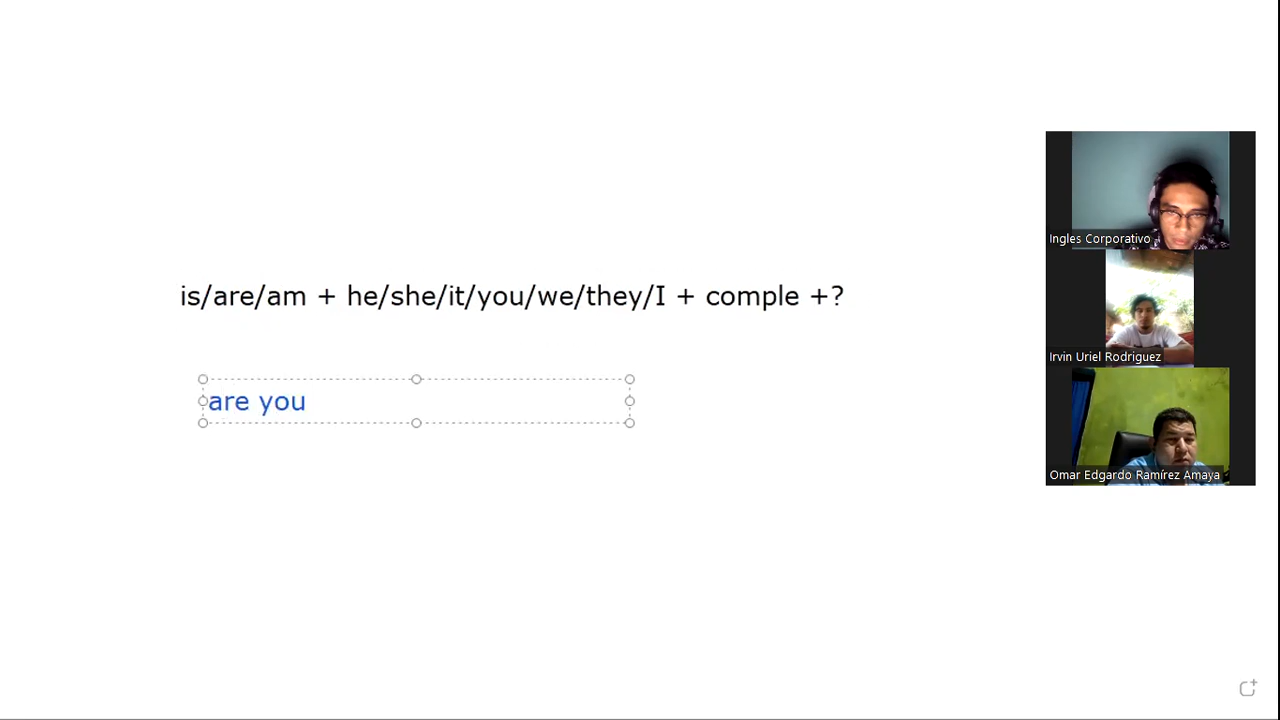 is/are/am + he/she/it/you/we/they/I + comple +?
are you
Ingles Corporativo
Irvin Uriel Rodriguez
Omar Edgardo Ramírez Amaya